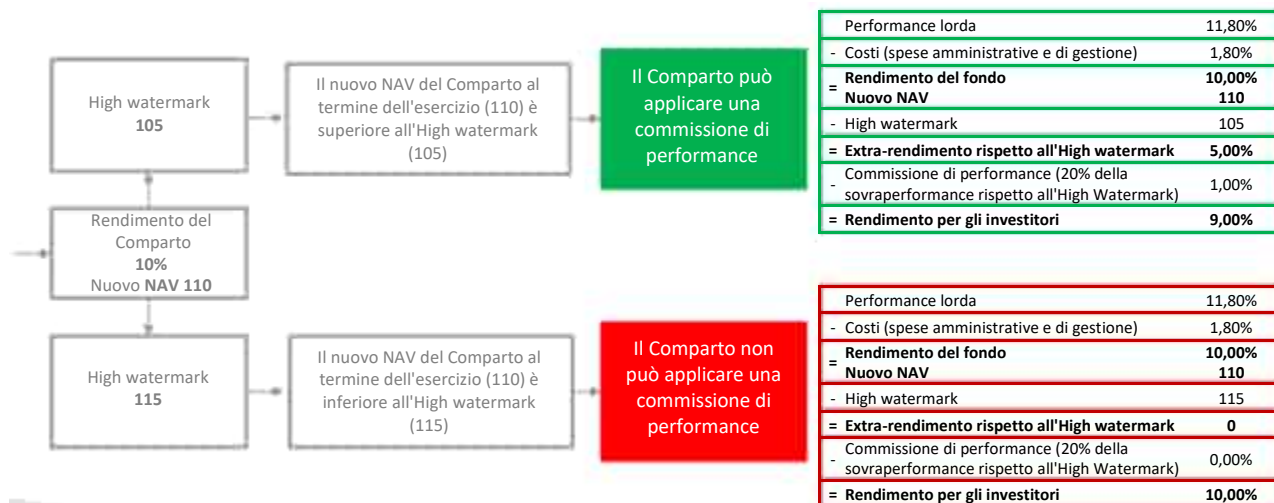 High watermark
105
Il nuovo NAV del Comparto al
termine dell'esercizio (110) è
superiore all'High watermark
(105)
Il Comparto può
applicare una
commissione di
performance
Performance lorda 11,80%
- Costi (spese amministrative e di gestione) 1,80%
= Rendimento del fondo 10,00%
Nuovo NAV 110
- High watermark 105
= Extra-rendimento rispetto all'High watermark 5,00%
- Commissione di performance (20% della
sovraperformance rispetto all'High Watermark) 1,00%
= Rendimento per gli investitori 9,00%
Rendimento del
Comparto
10%
Nuovo NAV 110
High watermark
115
Il nuovo NAV del Comparto al
termine dell'esercizio (110) è
inferiore all'High watermark
(115)
Il Comparto non
può applicare una
commissione di
performance
Performance lorda 11,80%
- Costi (spese amministrative e di gestione) 1,80%
= Rendimento del fondo 10,00%
Nuovo NAV 110
- High watermark 115
= Extra-rendimento rispetto all'High watermark 0
- Commissione di performance (20% della
sovraperformance rispetto all'High Watermark) 0,00%
= Rendimento per gli investitori 10,00%